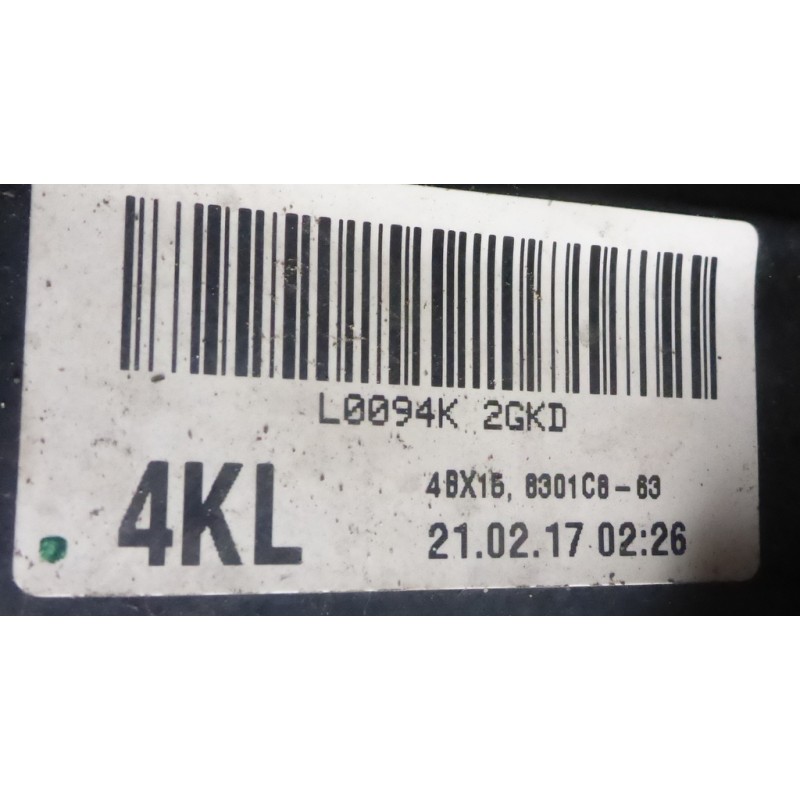 L0094K 2GKD
4KL
4BX15, 8301C8-63
21.02.17 02:26